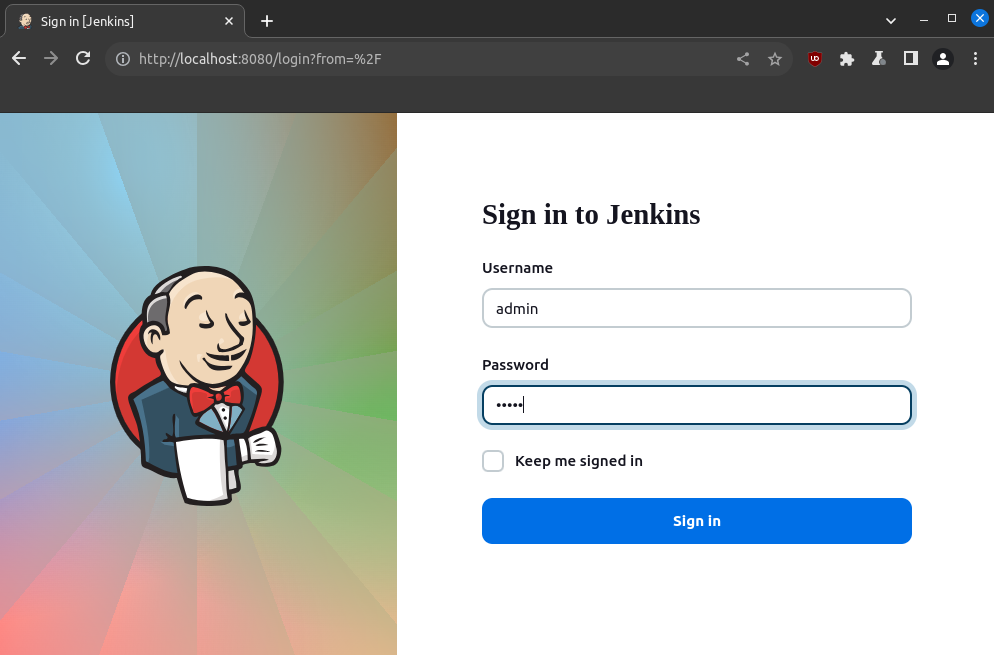 Sign in [Jenkins]
http://localhost:8080/login?from=%2F
Sign in to Jenkins
Username
admin
Password
•••••
Keep me signed in
Sign in